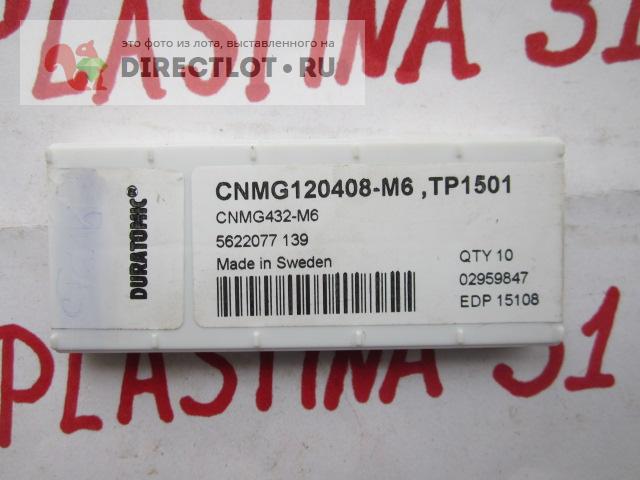 PLASTINA 31
это фото из лота, выставленного на
DIRECTLOT.RU
DURATOMIC®
CNMG120408-M6 ,TP1501
CNMG432-M6
5622077 139
Made in Sweden
QTY 10
02959847
EDP 15108
PLASTINA 31